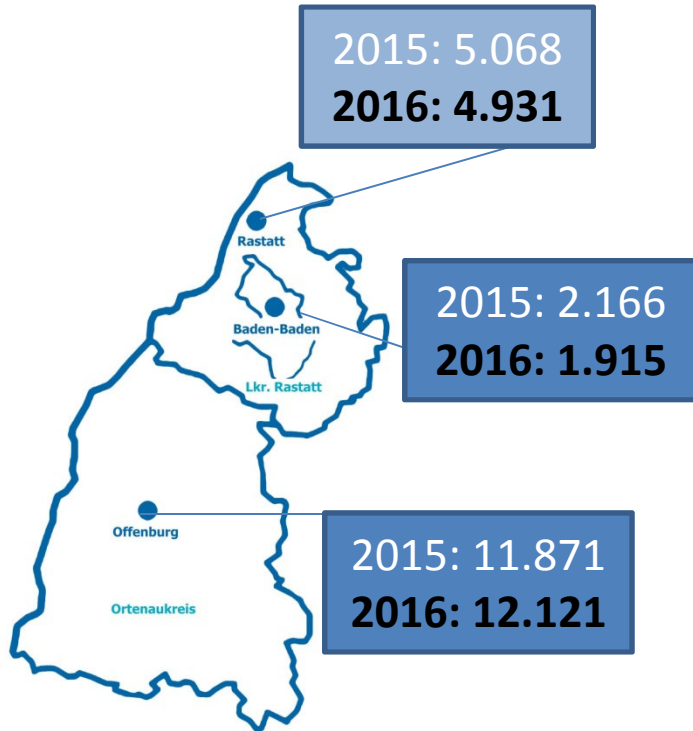 2015: 5.068
2016: 4.931
Rastatt
2015: 2.166
2016: 1.915
Baden-Baden
Lkr. Rastatt
Offenburg
2015: 11.871
2016: 12.121
Ortenaukreis